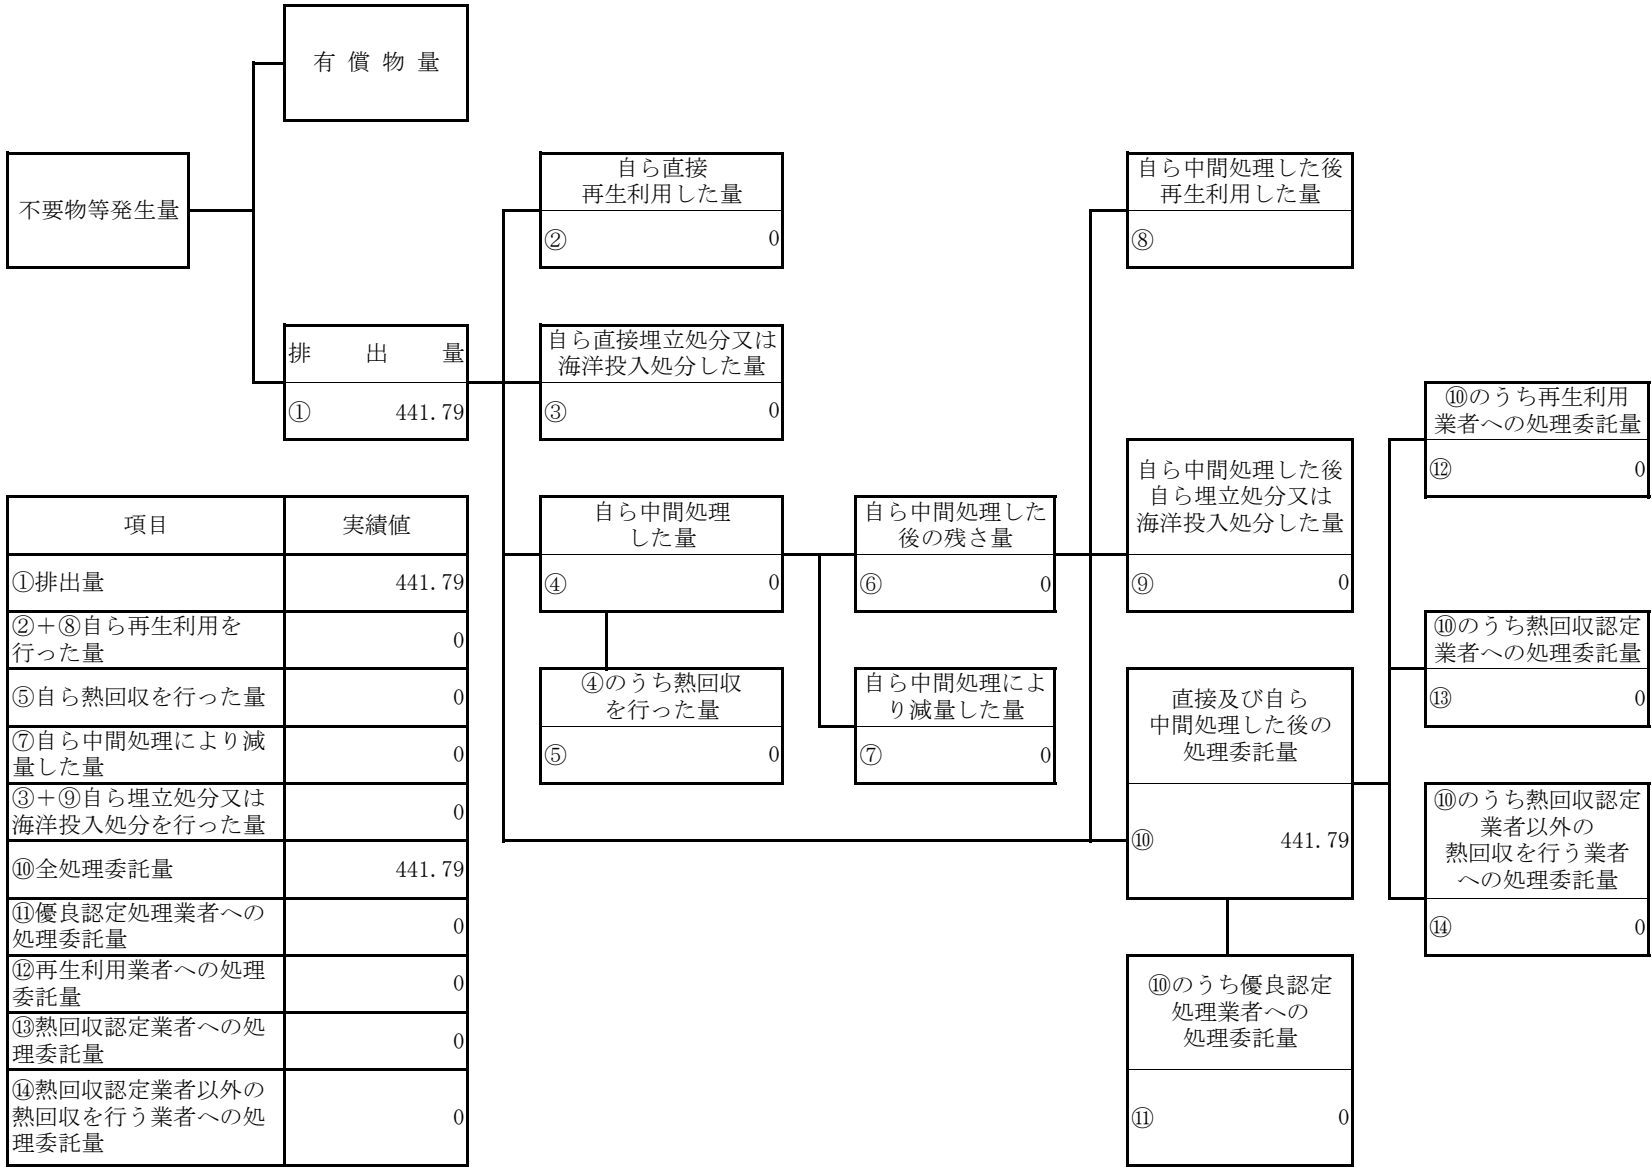 有償物量
不要物等発生量
自ら直接
再生利用した量
② 0
自ら中間処理した後
再生利用した量
⑧
排出量
① 441.79
自ら直接埋立処分又は
海洋投入処分した量
③ 0
⑩のうち再生利用
業者への処理委託量
⑫ 0
自ら中間処理した後
自ら埋立処分又は
海洋投入処分した量
⑨ 0
自ら中間処理
した量
④ 0
自ら中間処理した
後の残さ量
⑥ 0
④のうち熱回収
を行った量
⑤ 0
自ら中間処理によ
り減量した量
⑦ 0
直接及び自ら
中間処理した後の
処理委託量
⑩ 441.79
⑩のうち熱回収認定
業者への処理委託量
⑬ 0
⑩のうち熱回収認定
業者以外の
熱回収を行う業者
への処理委託量
⑭ 0
⑩のうち優良認定
処理業者への
処理委託量
⑪ 0
項目 実績値
①排出量 441.79
②+⑧自ら再生利用を
行った量 0
⑤自ら熱回収を行った量 0
⑦自ら中間処理により減
量した量 0
③+⑨自ら埋立処分又は
海洋投入処分を行った量 0
⑩全処理委託量 441.79
⑪優良認定処理業者への
処理委託量 0
⑫再生利用業者への処理
委託量 0
⑬熱回収認定業者への処
理委託量 0
⑭熱回収認定業者以外の
熱回収を行う業者への処
理委託量 0